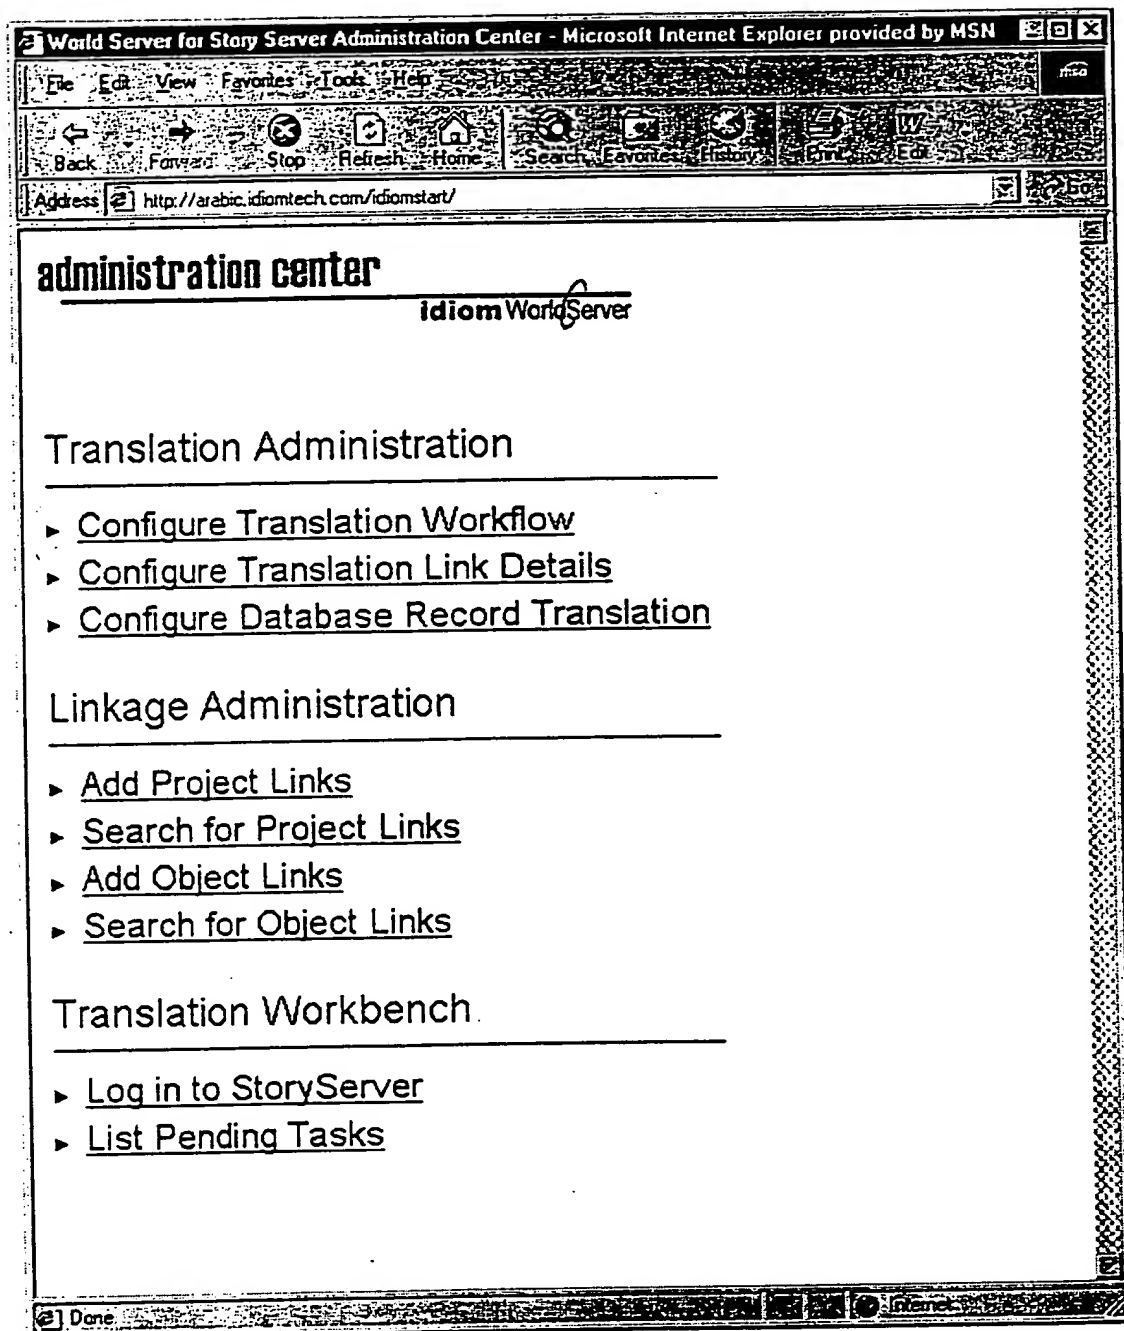 World Server for Story Server Administration Center - Microsoft Internet Explorer provided by MSN
File Edit View Favorites Tools Help
msn
Back Forward Stop Refresh Home Search Favorites History Print Edit
Address http://arabic.idiomtech.com/idiomstart/ Go
administration center
idiom WorldServer
Translation Administration
Configure Translation Workflow
Configure Translation Link Details
Configure Database Record Translation
Linkage Administration
Add Project Links
Search for Project Links
Add Object Links
Search for Object Links
Translation Workbench
Log in to StoryServer
List Pending Tasks
Done Internet